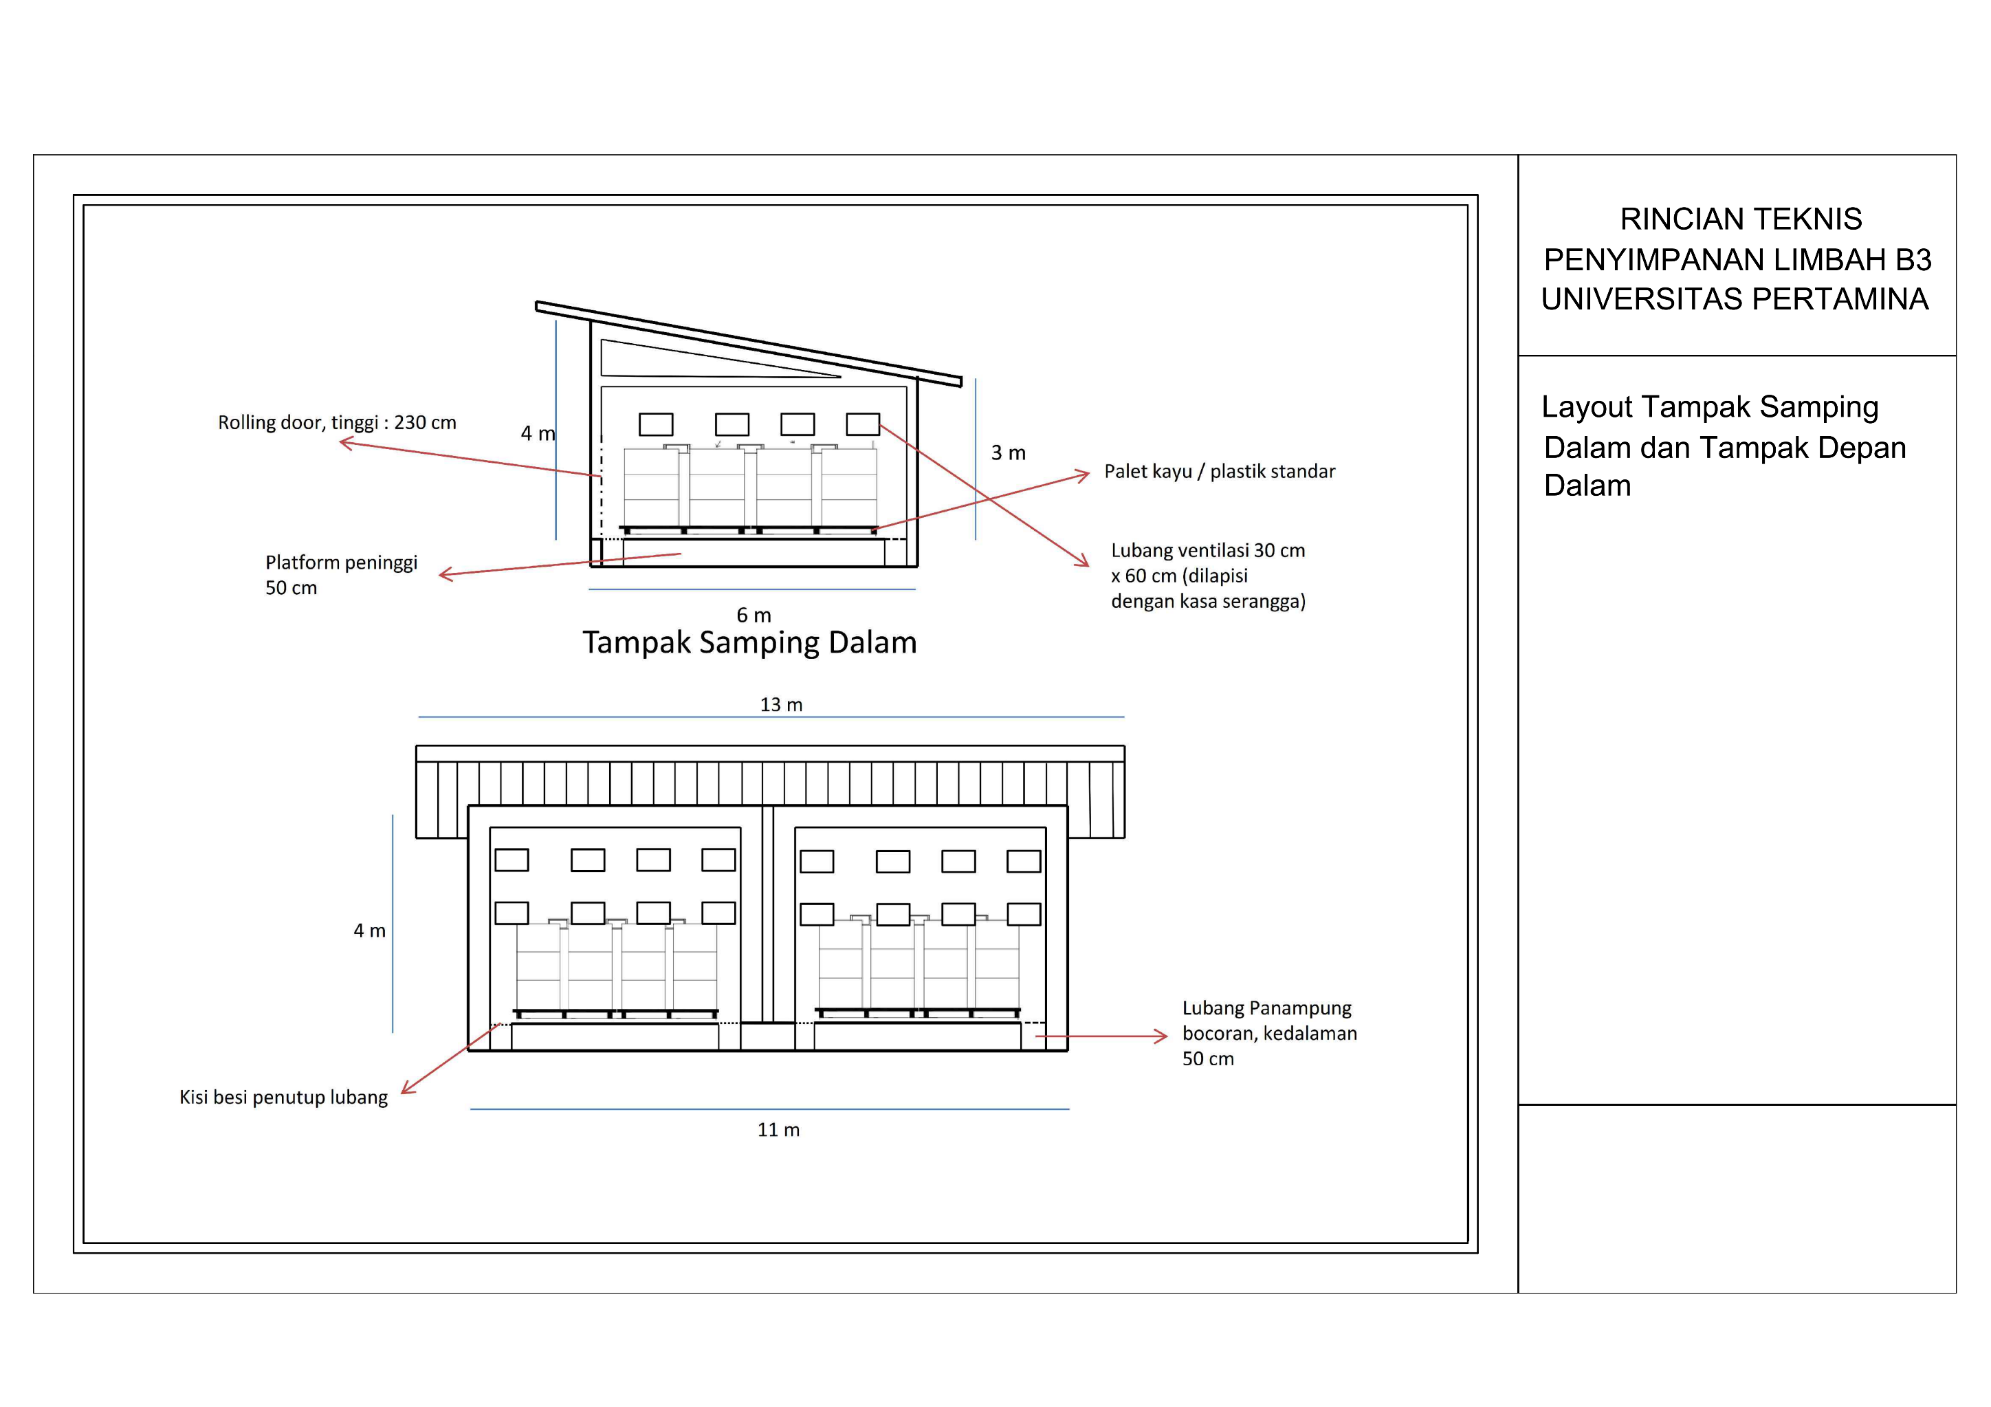 RINCIAN TEKNIS
PENYIMPANAN LIMBAH B3
UNIVERSITAS PERTAMINA
Layout Tampak Samping
Dalam dan Tampak Depan
Dalam
Rolling door, tinggi : 230 cm
4 m
3 m
Palet kayu / plastik standar
Platform peninggi
50 cm
Lubang ventilasi 30 cm
x 60 cm (dilapisi
dengan kasa serangga)
6 m
Tampak Samping Dalam
13 m
4 m
Lubang Panampung
bocoran, kedalaman
50 cm
Kisi besi penutup lubang
11 m